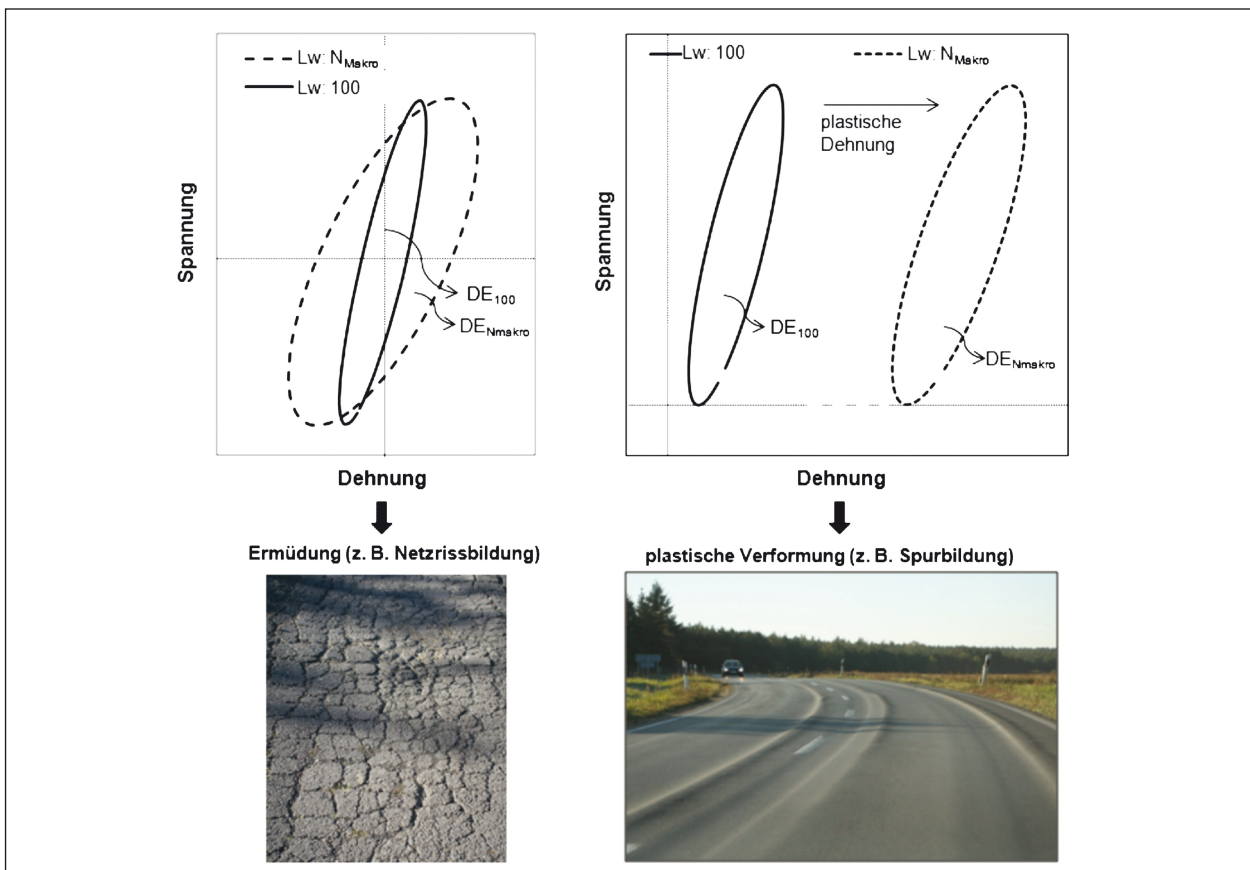 Lw: N_Makro
Lw: 100
Spannung
DE_100
DE_Nmakro
Dehnung
Ermüdung (z. B. Netzrissbildung)
Lw: 100
Lw: N_Makro
plastische
Dehnung
Spannung
DE_100
DE_Nmakro
Dehnung
plastische Verformung (z. B. Spurbildung)